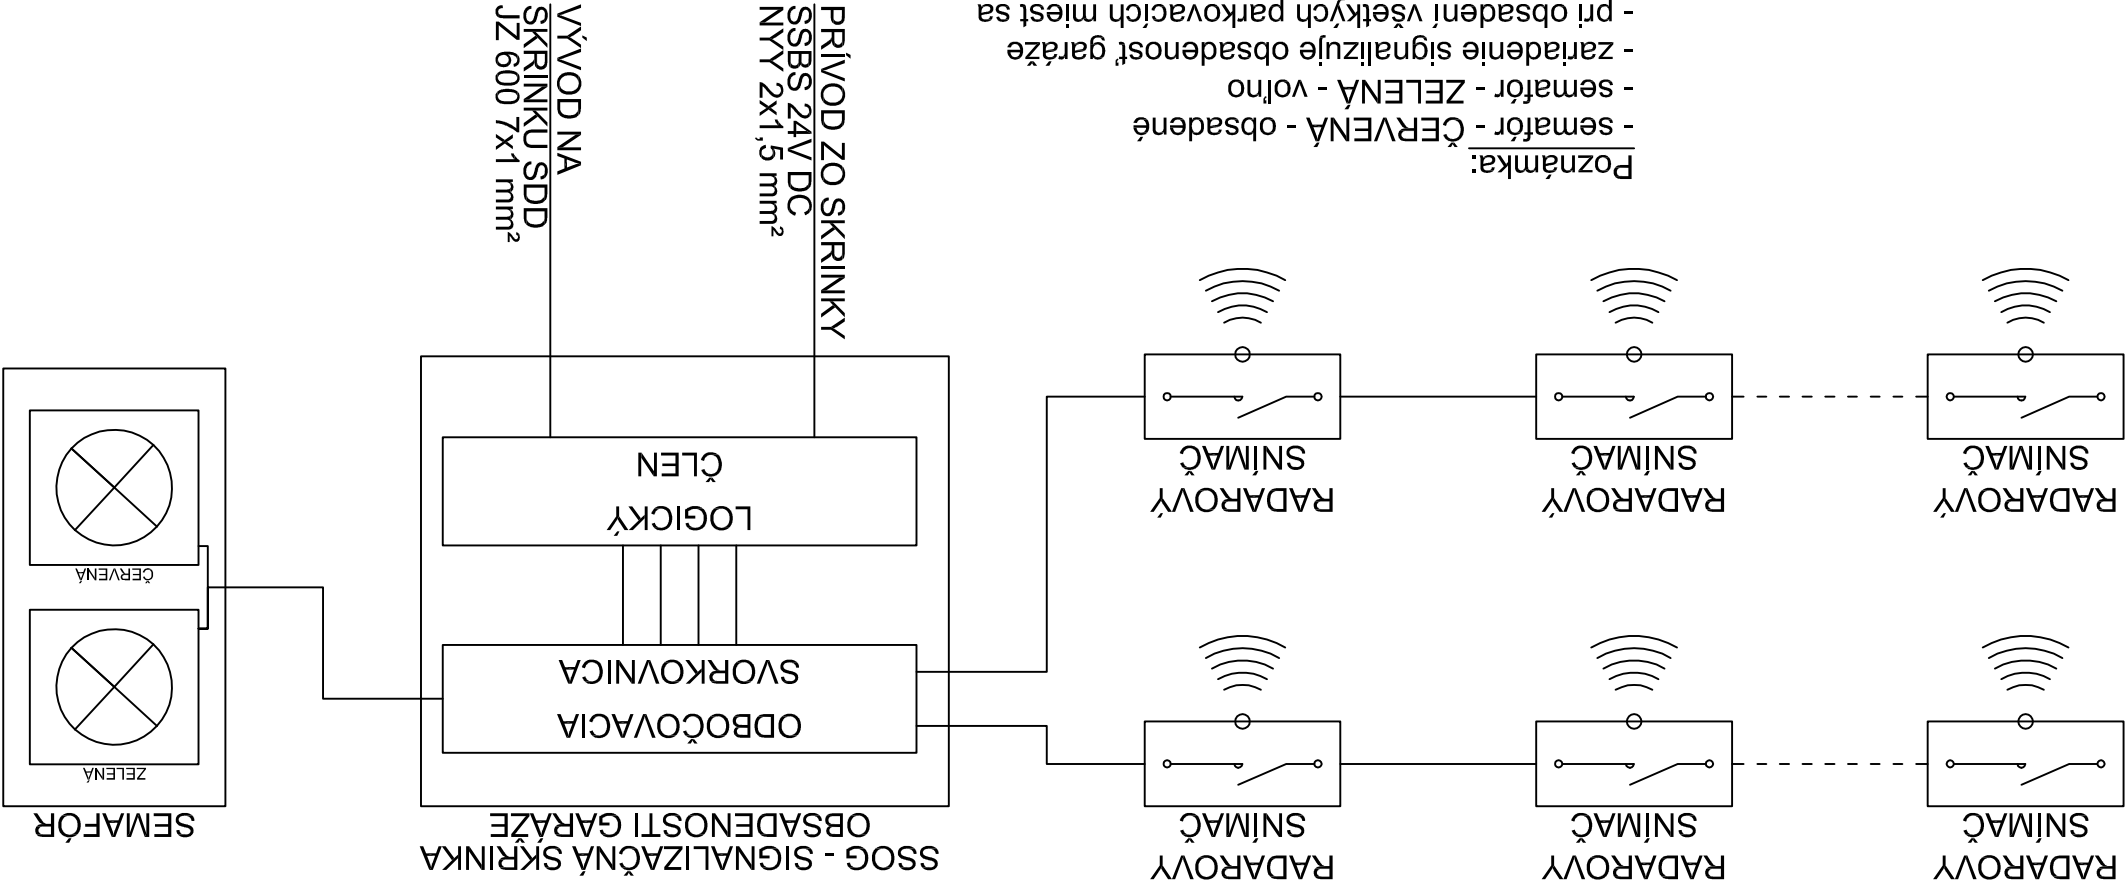 RADAROVÝ
SNÍMAČ
RADAROVÝ
SNÍMAČ
RADAROVÝ
SNÍMAČ
SSOG - SIGNALIZAČNÁ SKRINKA
OBSADENOSTI GARÁŽE
SEMAFÓR
ZELENÁ
ODBOČOVACIA
SVORKOVNICA
ČERVENÁ
RADAROVÝ
SNÍMAČ
RADAROVÝ
SNÍMAČ
RADAROVÝ
SNÍMAČ
LOGICKÝ
ČLEN
PRÍVOD ZO SKRINKY
SSBS 24V DC
NYY 2x1,5 mm²
VÝVOD NA
SKRINKU SDD
JZ 600 7x1 mm²
Poznámka:
- semafór - ČERVENÁ - obsadené
- semafór - ZELENÁ - voľno
- zariadenie signalizuje obsadenosť garáže
- pri obsadení všetkých parkovacích miest sa